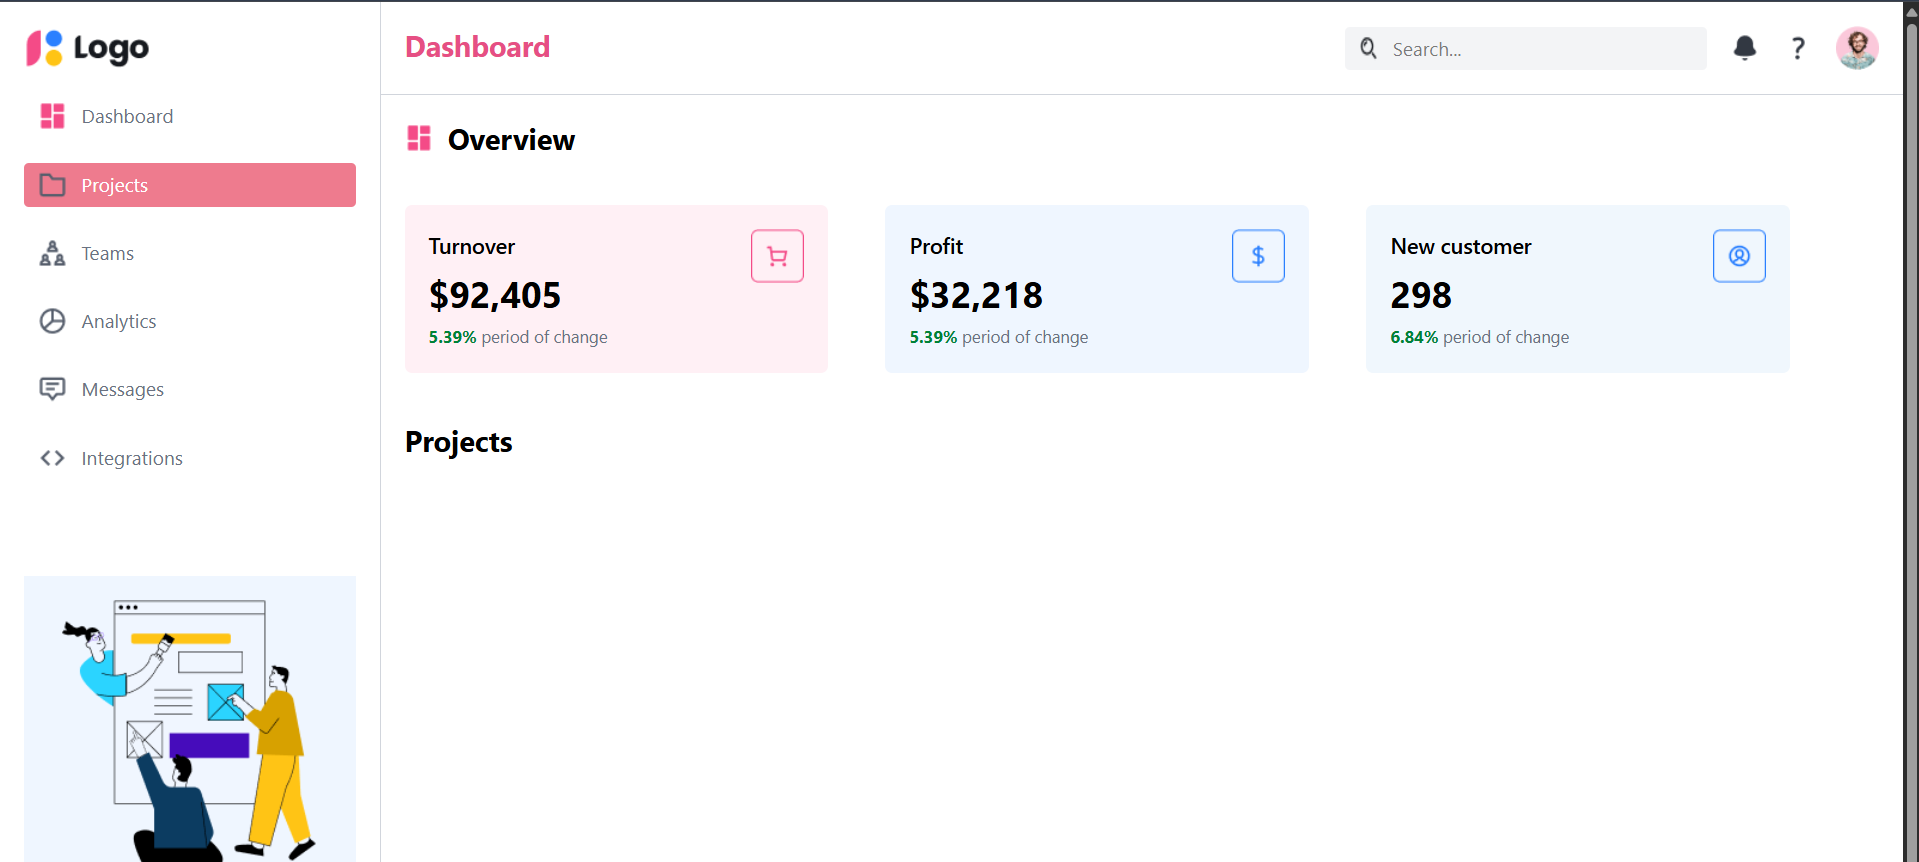 Logo
Dashboard
Projects
Teams
Analytics
Messages
Integrations
Dashboard
Search...
?
Overview
Turnover
$92,405
5.39% period of change
Profit
$
$32,218
5.39% period of change
New customer
298
6.84% period of change
Projects